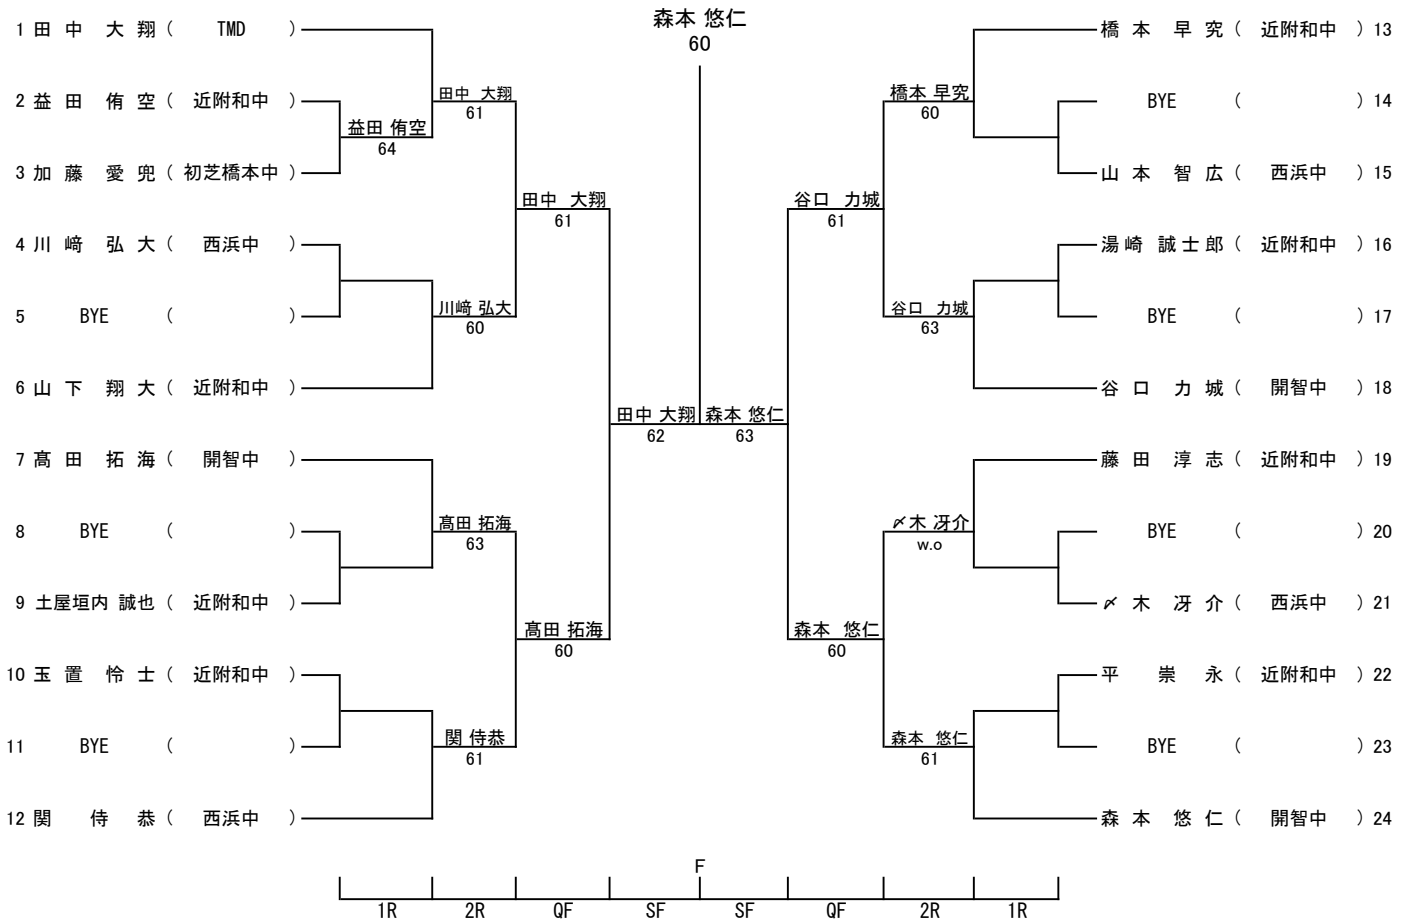 森本 悠仁
60
1 田中 大翔 ( TMD )
2 益田 侑空 ( 近附和中 )
3 加藤 愛兜 ( 初芝橋本中 )
4 川﨑 弘大 ( 西浜中 )
5 BYE ( )
6 山下 翔大 ( 近附和中 )
7 髙田 拓海 ( 開智中 )
8 BYE ( )
9 土屋垣内 誠也 ( 近附和中 )
10 玉置 怜士 ( 近附和中 )
11 BYE ( )
12 関 侍恭 ( 西浜中 )
益田 侑空
64
田中 大翔
61
川﨑 弘大
60
髙田 拓海
63
関 侍恭
61
田中 大翔
61
髙田 拓海
60
田中 大翔
62
森本 悠仁
63
谷口 力城
61
森本 悠仁
60
橋本 早究
60
谷口 力城
63
〆木 冴介
w.o
森本 悠仁
61
橋本 早究 ( 近附和中 ) 13
BYE ( ) 14
山本 智広 ( 西浜中 ) 15
湯崎 誠士郎 ( 近附和中 ) 16
BYE ( ) 17
谷口 力城 ( 開智中 ) 18
藤田 淳志 ( 近附和中 ) 19
BYE ( ) 20
〆木 冴介 ( 西浜中 ) 21
平 崇永 ( 近附和中 ) 22
BYE ( ) 23
森本 悠仁 ( 開智中 ) 24
F
1R 2R QF SF SF QF 2R 1R